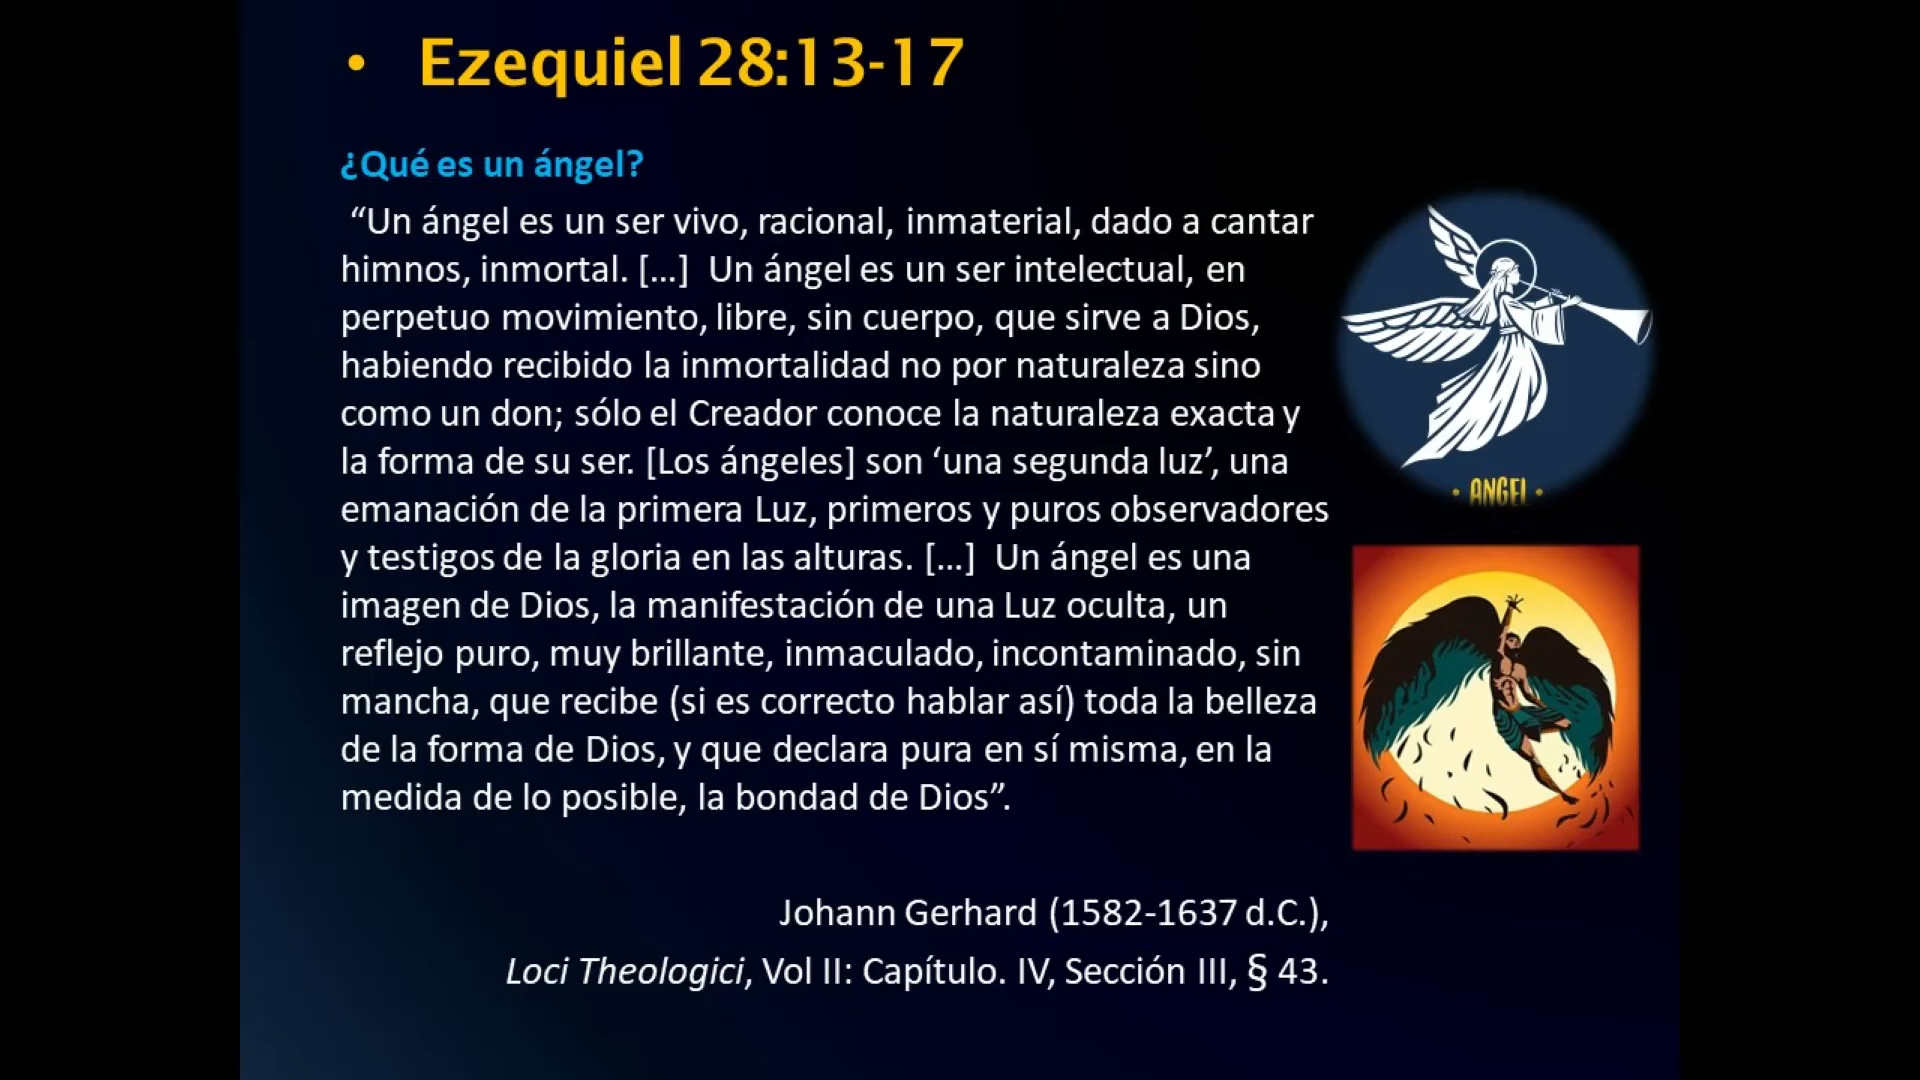 • Ezequiel 28:13-17
¿Qué es un ángel?
“Un ángel es un ser vivo, racional, inmaterial, dado a cantar
himnos, inmortal. [...] Un ángel es un ser intelectual, en
perpetuo movimiento, libre, sin cuerpo, que sirve a Dios,
habiendo recibido la inmortalidad no por naturaleza sino
como un don; sólo el Creador conoce la naturaleza exacta y
la forma de su ser. [Los ángeles] son ‘una segunda luz’, una
emanación de la primera Luz, primeros y puros observadores
y testigos de la gloria en las alturas. [...] Un ángel es una
imagen de Dios, la manifestación de una Luz oculta, un
reflejo puro, muy brillante, inmaculado, incontaminado, sin
mancha, que recibe (si es correcto hablar así) toda la belleza
de la forma de Dios, y que declara pura en sí misma, en la
medida de lo posible, la bondad de Dios”.
• ANGEL •
Johann Gerhard (1582-1637 d.C.),
Loci Theologici, Vol II: Capítulo. IV, Sección III, § 43.